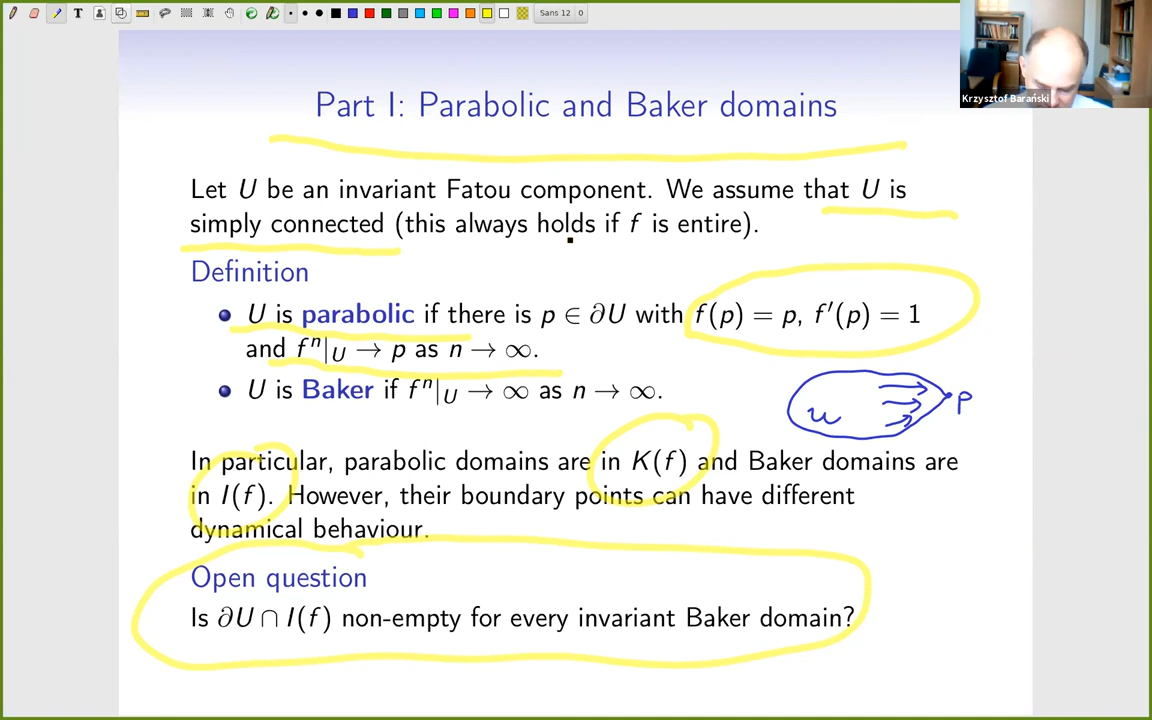 Sans 12 0
Krzysztof Barański
Part I: Parabolic and Baker domains
Let U be an invariant Fatou component. We assume that U is
simply connected (this always holds if f is entire).
Definition
U is parabolic if there is p ∈ ∂U with f(p) = p, f′(p) = 1
and fⁿ|_U → p as n → ∞.
U is Baker if fⁿ|_U → ∞ as n → ∞.
U
p
In particular, parabolic domains are in K(f) and Baker domains are
in I(f). However, their boundary points can have different
dynamical behaviour.
Open question
Is ∂U ∩ I(f) non-empty for every invariant Baker domain?